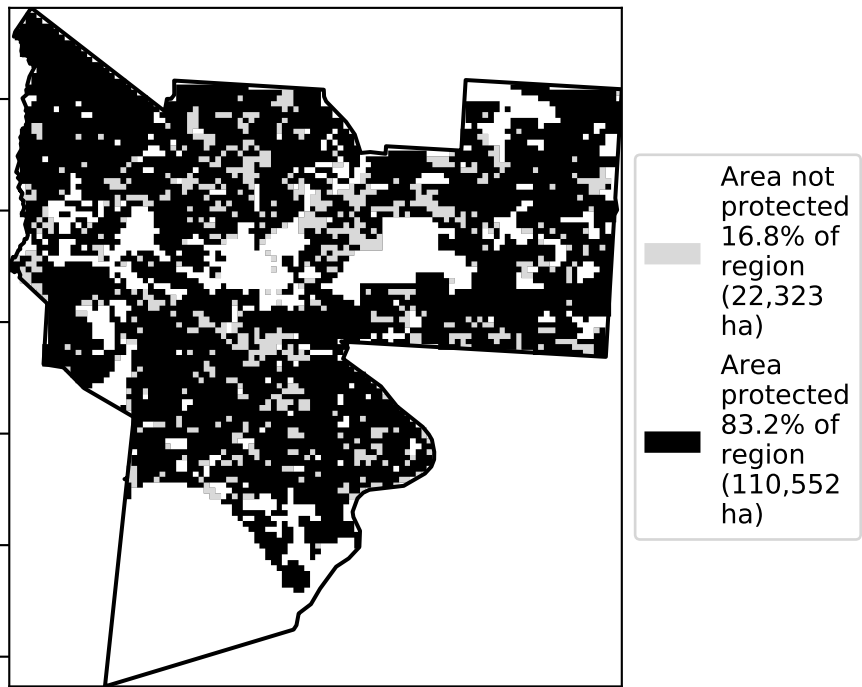 Area not
protected
16.8% of
region
(22,323
ha)
Area
protected
83.2% of
region
(110,552
ha)